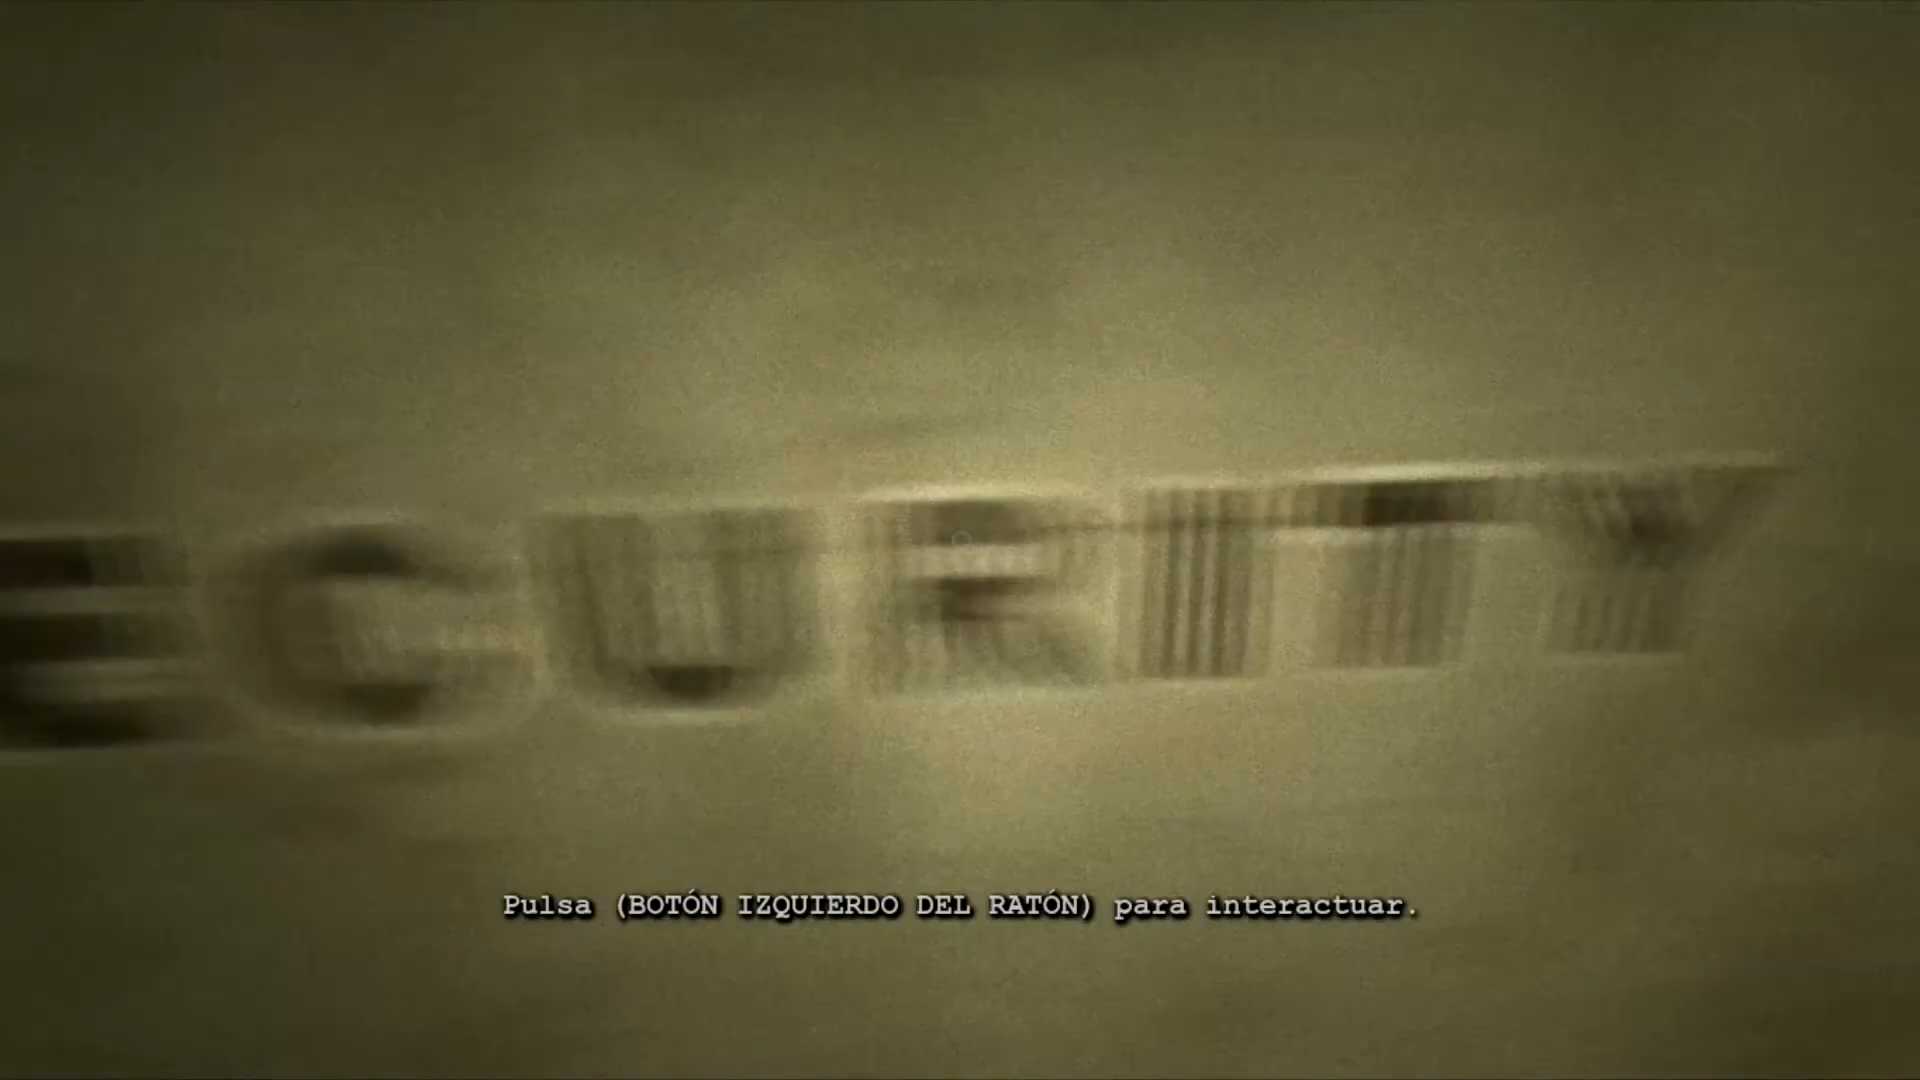 ECURITY
Pulsa (BOTÓN IZQUIERDO DEL RATÓN) para interactuar.